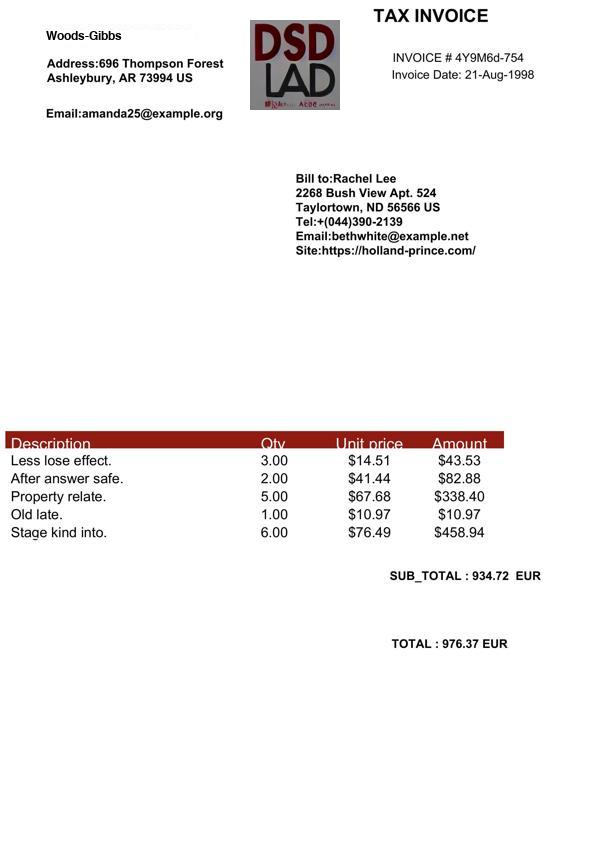 TAX INVOICE
Woods-Gibbs
DSD
LAD
INVOICE # 4Y9M6d-754
Address:696 Thompson Forest
Ashleybury, AR 73994 US
Invoice Date: 21-Aug-1998
Email:amanda25@example.org
Bill to:Rachel Lee
2268 Bush View Apt. 524
Taylortown, ND 56566 US
Tel:+(044)390-2139
Email:bethwhite@example.net
Site:https://holland-prince.com/
Description Qty Unit price Amount
Less lose effect. 3.00 $14.51 $43.53
After answer safe. 2.00 $41.44 $82.88
Property relate. 5.00 $67.68 $338.40
Old late. 1.00 $10.97 $10.97
Stage kind into. 6.00 $76.49 $458.94
SUB_TOTAL : 934.72 EUR
TOTAL : 976.37 EUR